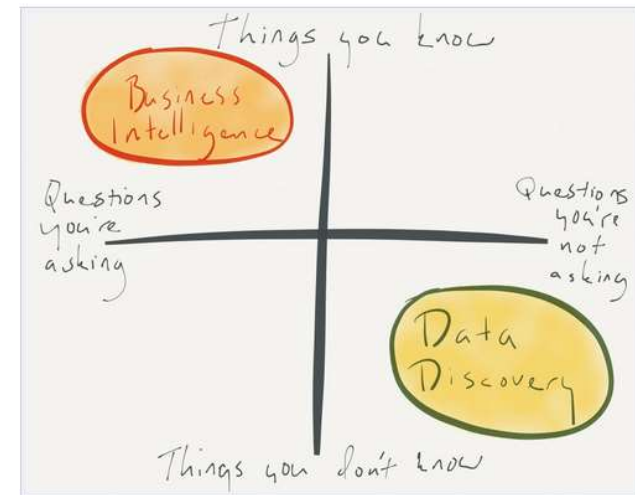 Things you know
Business
Intelligence
Questions
you're
asking
Questions
you're
not
asking
Data
Discovery
Things you don't know